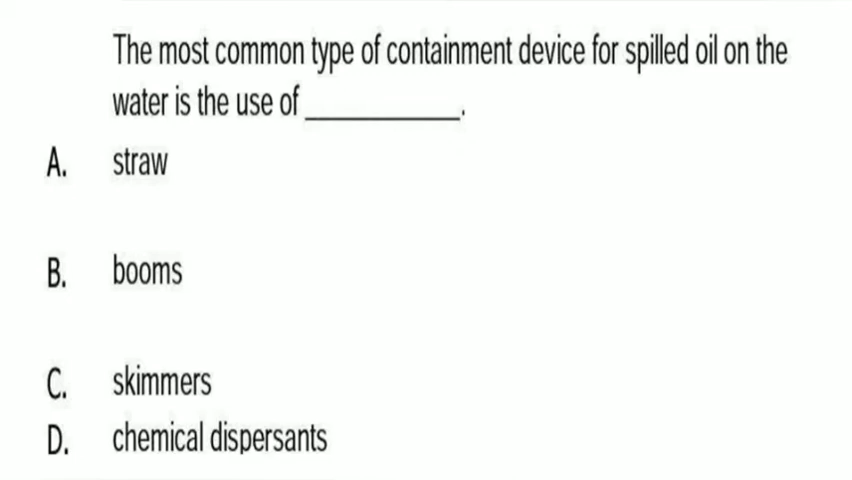 The most common type of containment device for spilled oil on the
water is the use of ___________.
A. straw
B. booms
C. skimmers
D. chemical dispersants